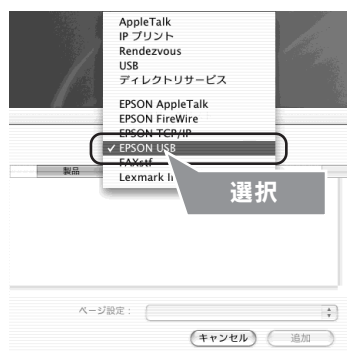 AppleTalk
IP プリント
Rendezvous
USB
ディレクトリサービス
EPSON AppleTalk
EPSON FireWire
EPSON TCP/IP
✓ EPSON USB
FAXstf
製品
Lexmark
選択
ページ設定：
キャンセル
追加